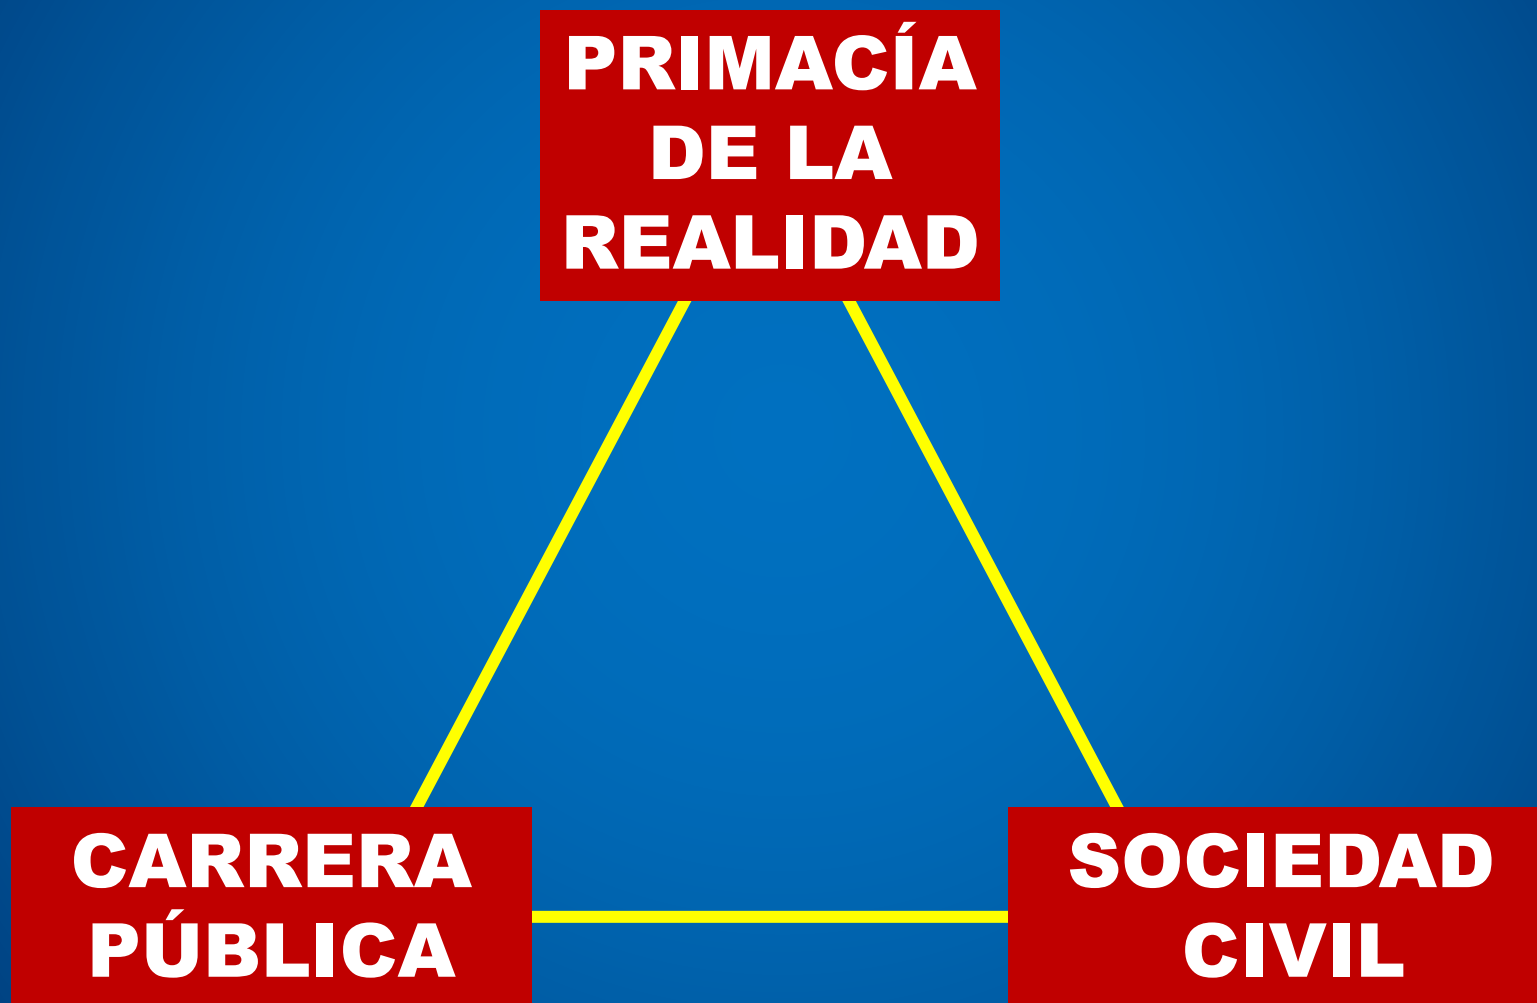 PRIMACÍA
DE LA
REALIDAD
CARRERA
PÚBLICA
SOCIEDAD
CIVIL